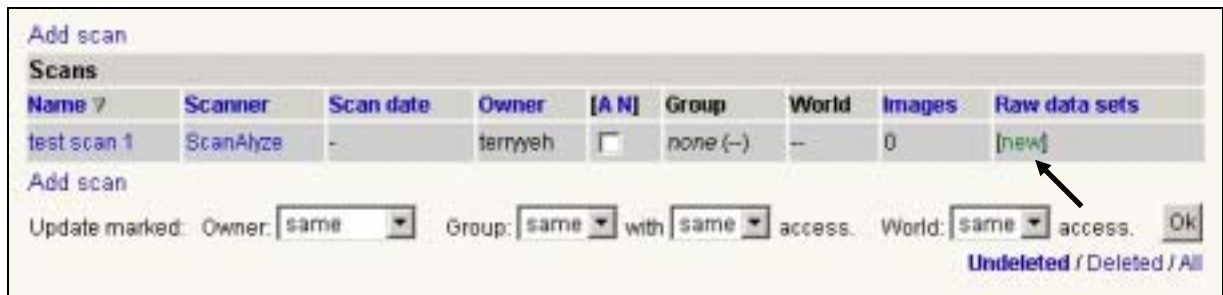 Add scan
Scans
Name ▽ Scanner Scan date Owner [A N] Group World Images Raw data sets
test scan 1 ScanAlyze - terryyeh none (--) -- 0 [new]
Add scan
Update marked: Owner: same Group: same with same access. World: same access. Ok
Undeleted / Deleted / All